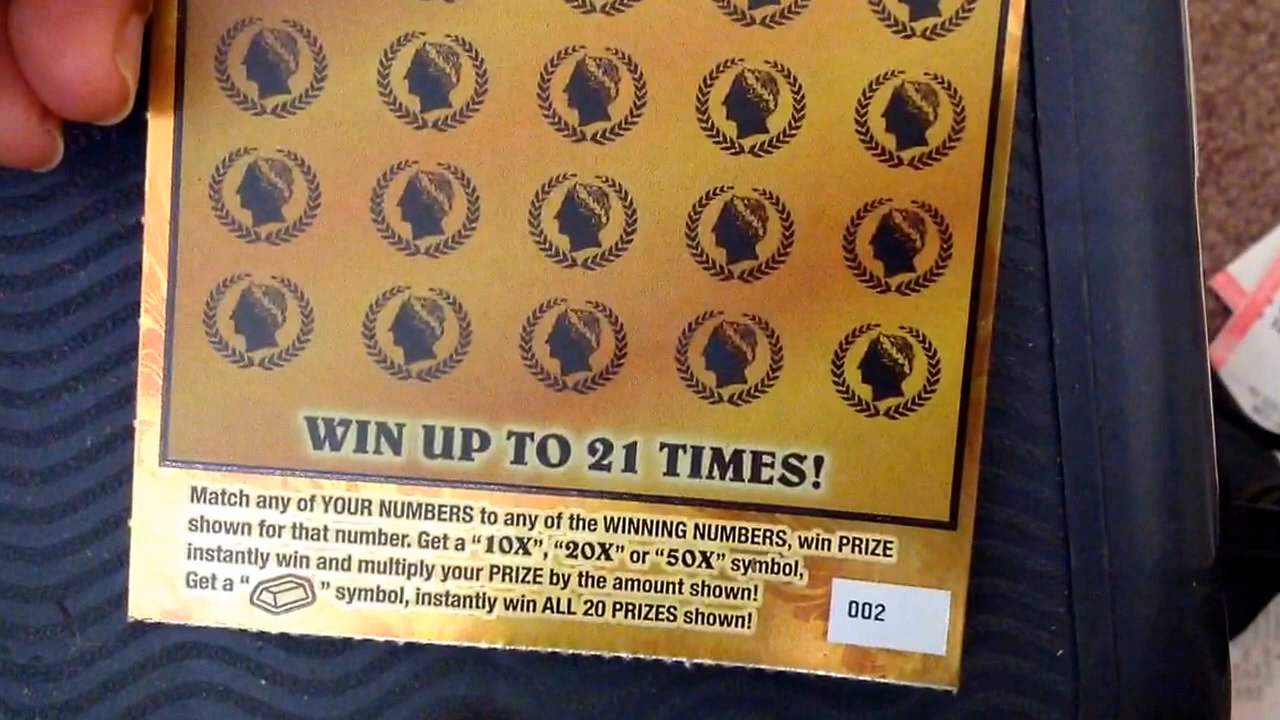 WIN UP TO 21 TIMES!
Match any of YOUR NUMBERS to any of the WINNING NUMBERS, win PRIZE
shown for that number. Get a "10X", "20X" or "50X" symbol,
instantly win and multiply your PRIZE by the amount shown!
Get a " " symbol, instantly win ALL 20 PRIZES shown!
002